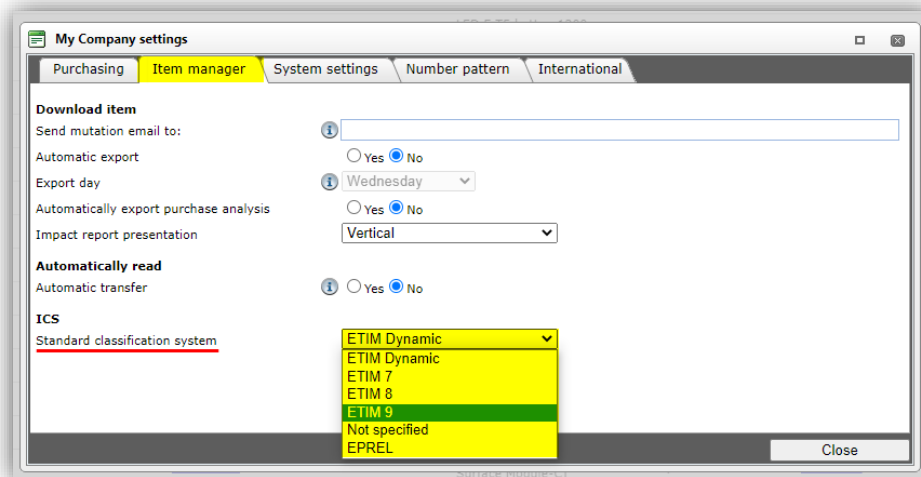 My Company settings
Purchasing Item manager System settings Number pattern International
Download item
Send mutation email to:
Automatic export Yes No
Export day Wednesday
Automatically export purchase analysis Yes No
Impact report presentation Vertical
Automatically read
Automatic transfer Yes No
ICS
Standard classification system ETIM Dynamic
ETIM Dynamic
ETIM 7
ETIM 8
ETIM 9
Not specified
EPREL
Close